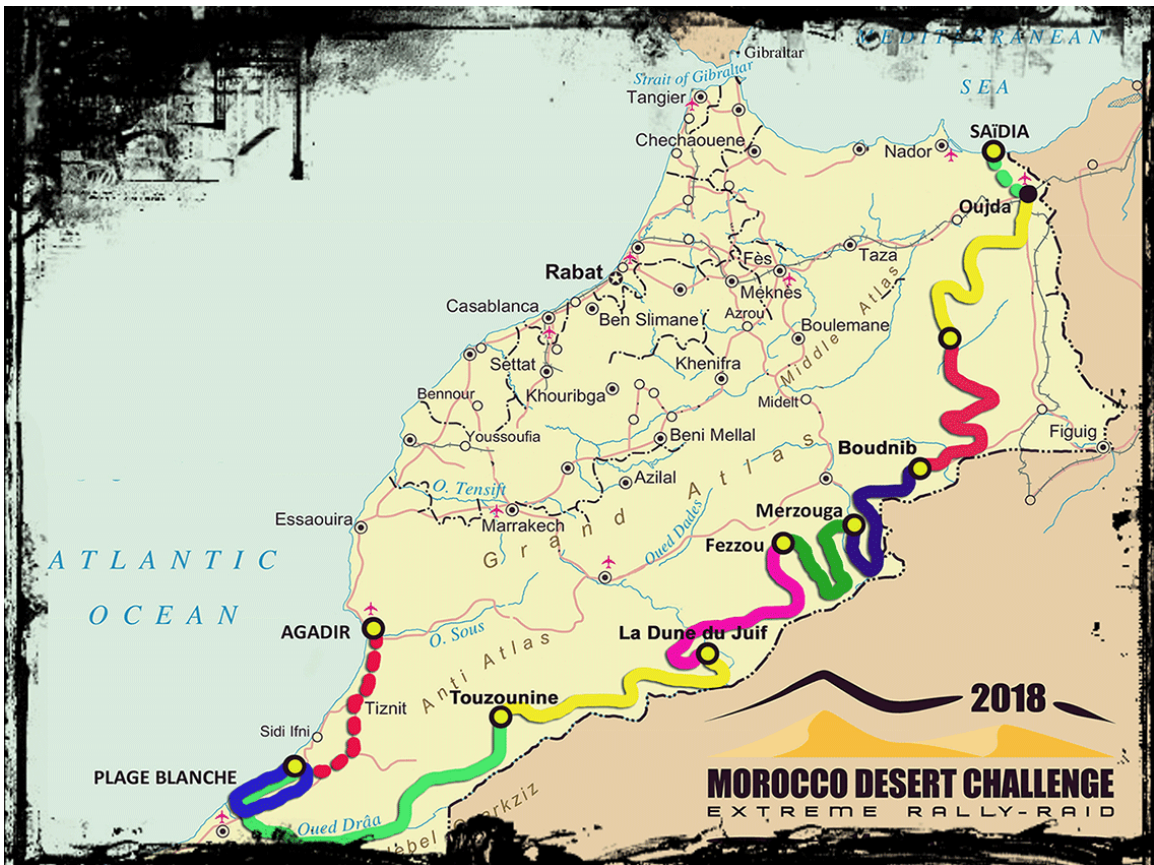 MEDITERRANEAN
SEA
Gibraltar
Strait of Gibraltar
Tangier
Chechaouene
Nador
SAÏDIA
Oujda
Taza
Fès
Rabat
Meknès
Casablanca
Ben Slimane
Azrou
Boulemane
Middle Atlas
Settat
Khenifra
Bennour
Khouribga
Midelt
Youssoufia
Beni Mellal
Figuig
Boudnib
Azilal
O. Tensift
Grand Atlas
Essaouira
Marrakech
Oued Dades
Merzouga
Fezzou
ATLANTIC
OCEAN
AGADIR
O. Sous
La Dune du Juif
Anti Atlas
Touzounine
Tiznit
Sidi Ifni
PLAGE BLANCHE
Oued Drâa
2018
MOROCCO DESERT CHALLENGE
EXTREME RALLY-RAID